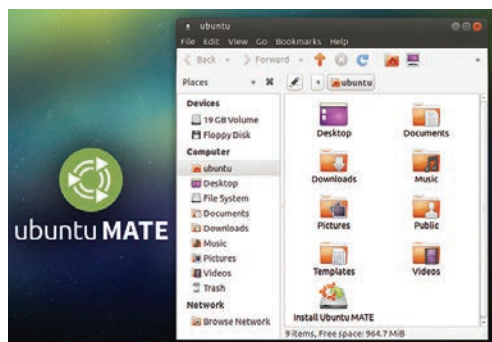 ubuntu
File Edit View Go Bookmarks Help
Back Forward
Places
ubuntu
Devices
19 GB Volume
Floppy Disk
Computer
ubuntu
Desktop
File System
Documents
Downloads
Music
Pictures
Videos
Trash
Network
Browse Network
Desktop Documents
Downloads Music
Pictures Public
Templates Videos
Install Ubuntu MATE
9 items, Free space: 964.7 MiB
ubuntu MATE